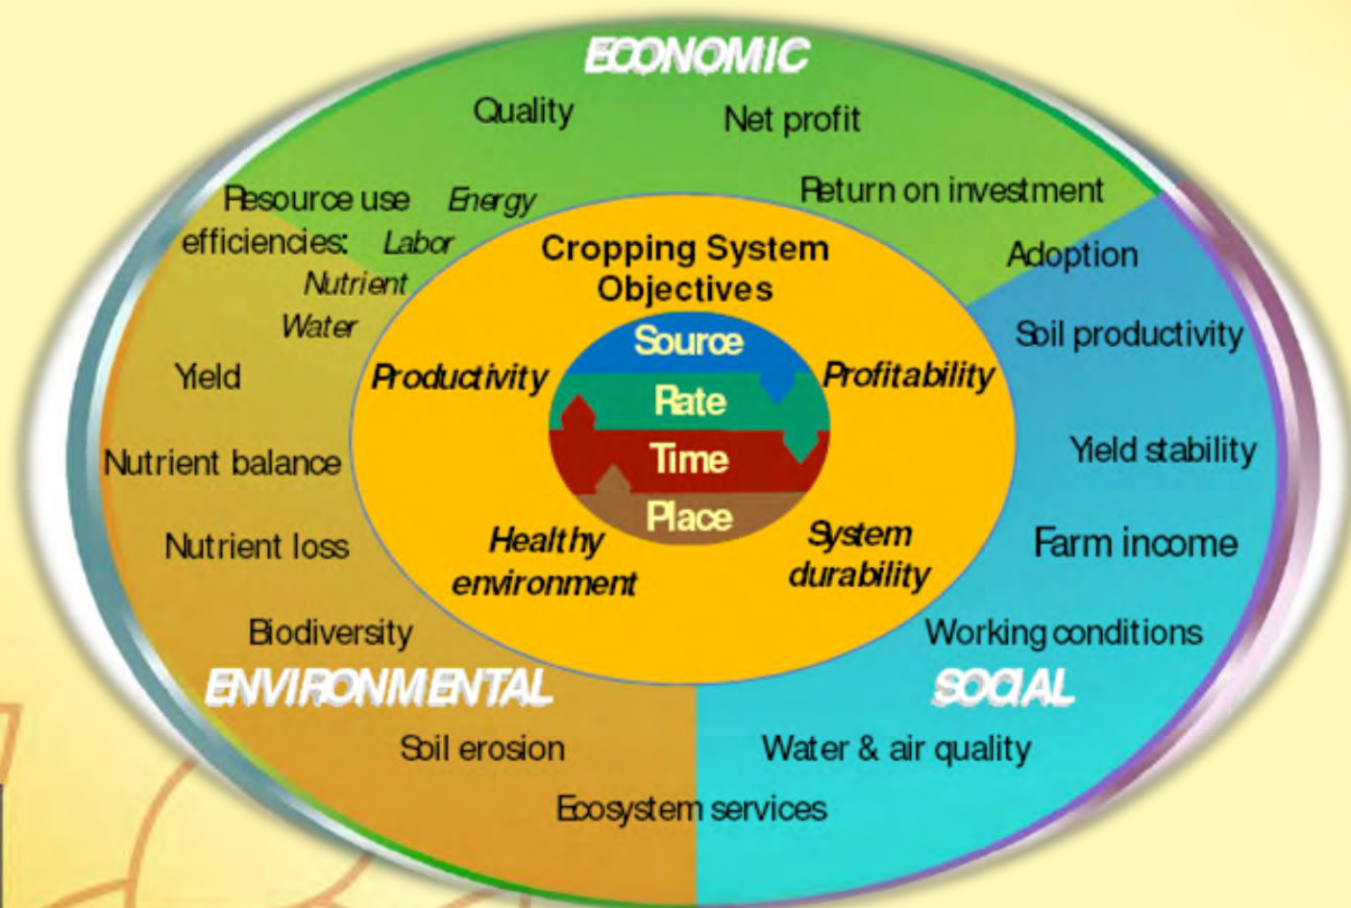 ECONOMIC
Quality
Net profit
Resource use
Energy
Return on investment
efficiencies:
Labor
Cropping System
Adoption
Nutrient
Objectives
Water
Source
Soil productivity
Yield
Productivity
Profitability
Rate
Nutrient balance
Time
Yield stability
Place
Nutrient loss
Healthy
System
Farm income
environment
durability
Biodiversity
Working conditions
ENVIRONMENTAL
SOCIAL
Soil erosion
Water & air quality
Ecosystem services